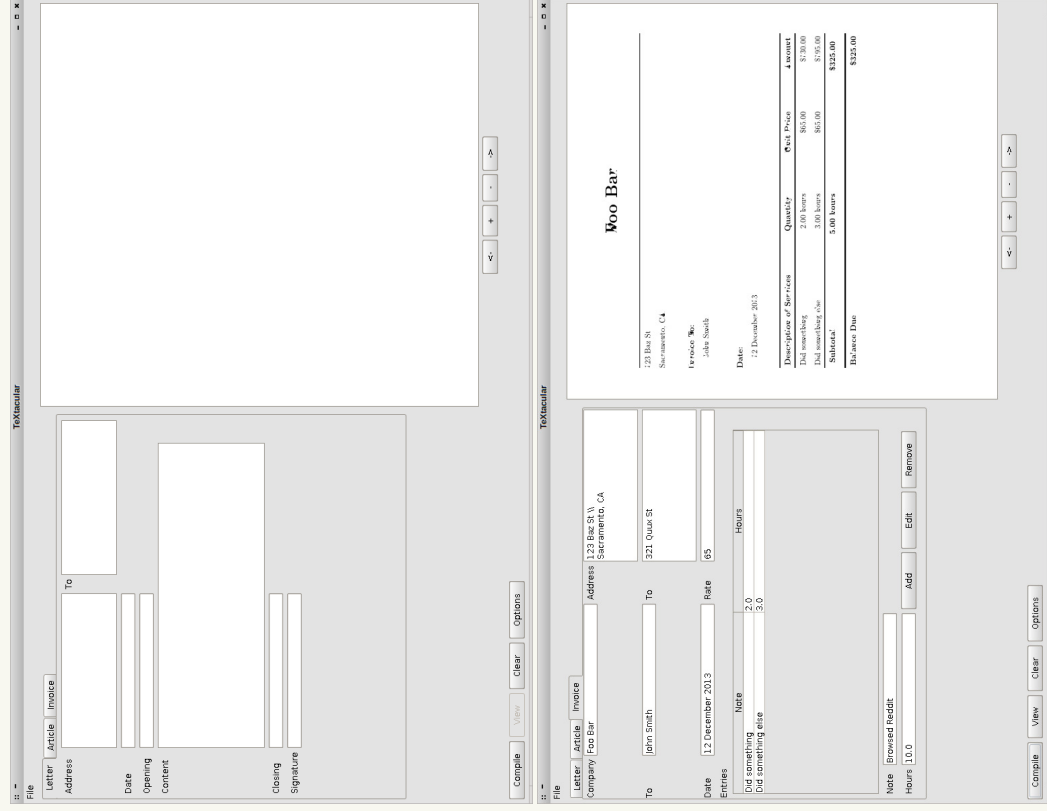 TeXtacular
File
Letter Article Invoice
Address To
Date
Opening
Content
Closing
Signature
Compile View Clear Options
<- + - ->
TeXtacular
File
Letter Article Invoice
Company Foo Bar Address 123 Baz St \\
Sacramento, CA
To John Smith To 321 Quux St
Date 12 December 2013 Rate 65
Entries
Note Hours
Did something 2.0
Did something else 3.0
Note Browsed Reddit
Hours 10.0 Add Edit Remove
Compile View Clear Options
Foo Bar
123 Baz St
Sacramento, CA
Invoice To:
John Smith
Date:
12 December 2013
Description of Services Quantity Unit Price Amount
Did something 2.00 hours $65.00
Did something else 3.00 hours $65.00
Subtotal 5.00 hours $325.00
Balance Due $325.00
<- + - ->